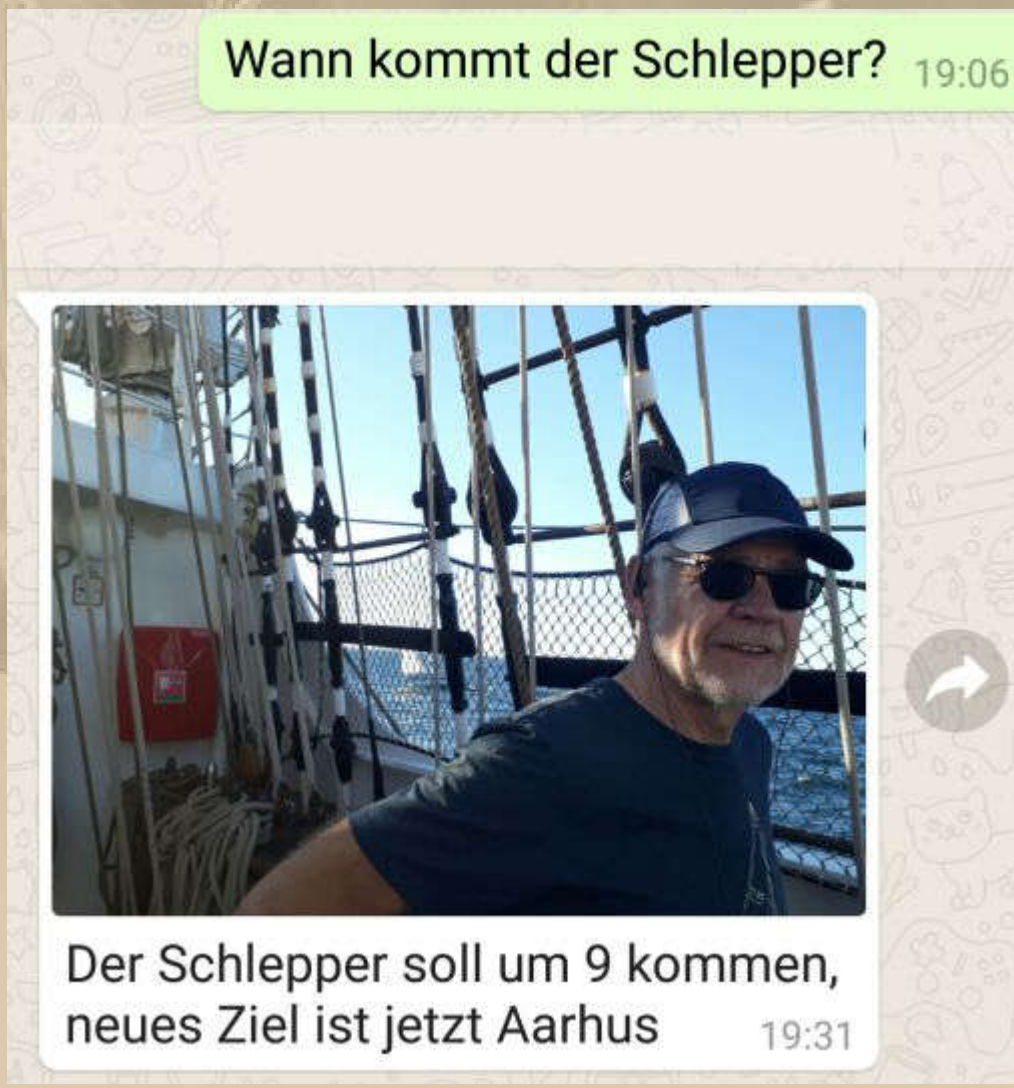 Wann kommt der Schlepper? 19:06
Der Schlepper soll um 9 kommen,
neues Ziel ist jetzt Aarhus 19:31